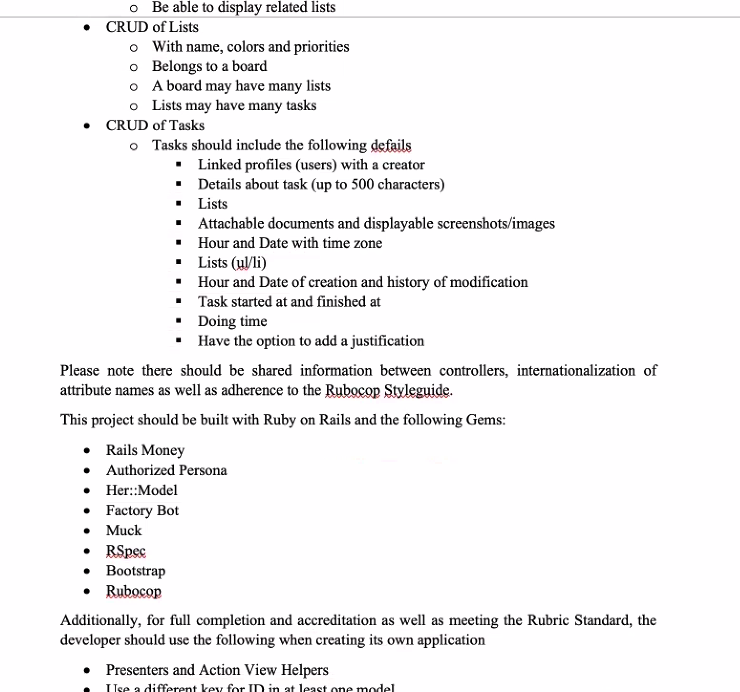 o Be able to display related lists
• CRUD of Lists
o With name, colors and priorities
o Belongs to a board
o A board may have many lists
o Lists may have many tasks
• CRUD of Tasks
o Tasks should include the following defails
▪ Linked profiles (users) with a creator
▪ Details about task (up to 500 characters)
▪ Lists
▪ Attachable documents and displayable screenshots/images
▪ Hour and Date with time zone
▪ Lists (ul/li)
▪ Hour and Date of creation and history of modification
▪ Task started at and finished at
▪ Doing time
▪ Have the option to add a justification
Please note there should be shared information between controllers, internationalization of
attribute names as well as adherence to the Rubocop Styleguide.
This project should be built with Ruby on Rails and the following Gems:
• Rails Money
• Authorized Persona
• Her::Model
• Factory Bot
• Muck
• RSpec
• Bootstrap
• Rubocop
Additionally, for full completion and accreditation as well as meeting the Rubric Standard, the
developer should use the following when creating its own application
• Presenters and Action View Helpers
• Use a different key for ID in at least one model